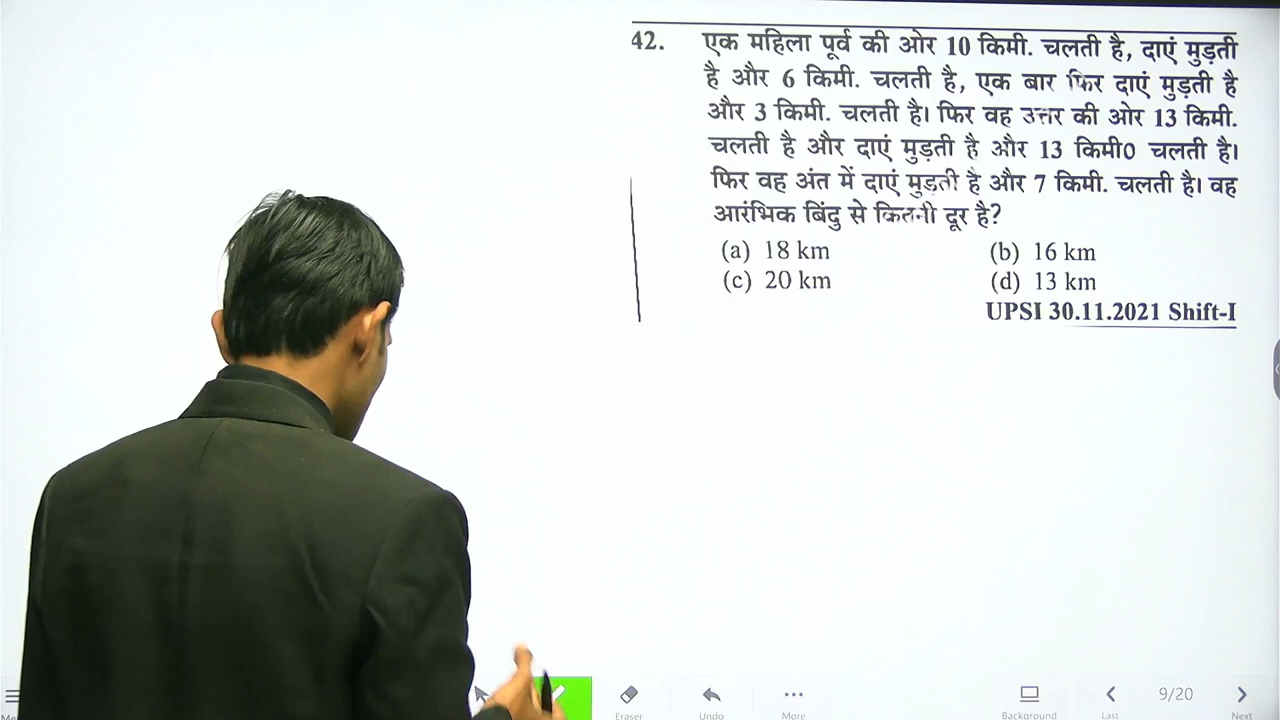 42. एक महिला पूर्व की ओर 10 किमी. चलती है, दाएं मुड़ती
है और 6 किमी. चलती है, एक बार फिर दाएं मुड़ती है
और 3 किमी. चलती है। फिर वह उत्तर की ओर 13 किमी.
चलती है और दाएं मुड़ती है और 13 किमी0 चलती है।
फिर वह अंत में दाएं मुड़ती है और 7 किमी. चलती है। वह
आरंभिक बिंदु से कितनी दूर है?
(a) 18 km (b) 16 km
(c) 20 km (d) 13 km
UPSI 30.11.2021 Shift-I
Eraser Undo More Background Last 9/20 Next